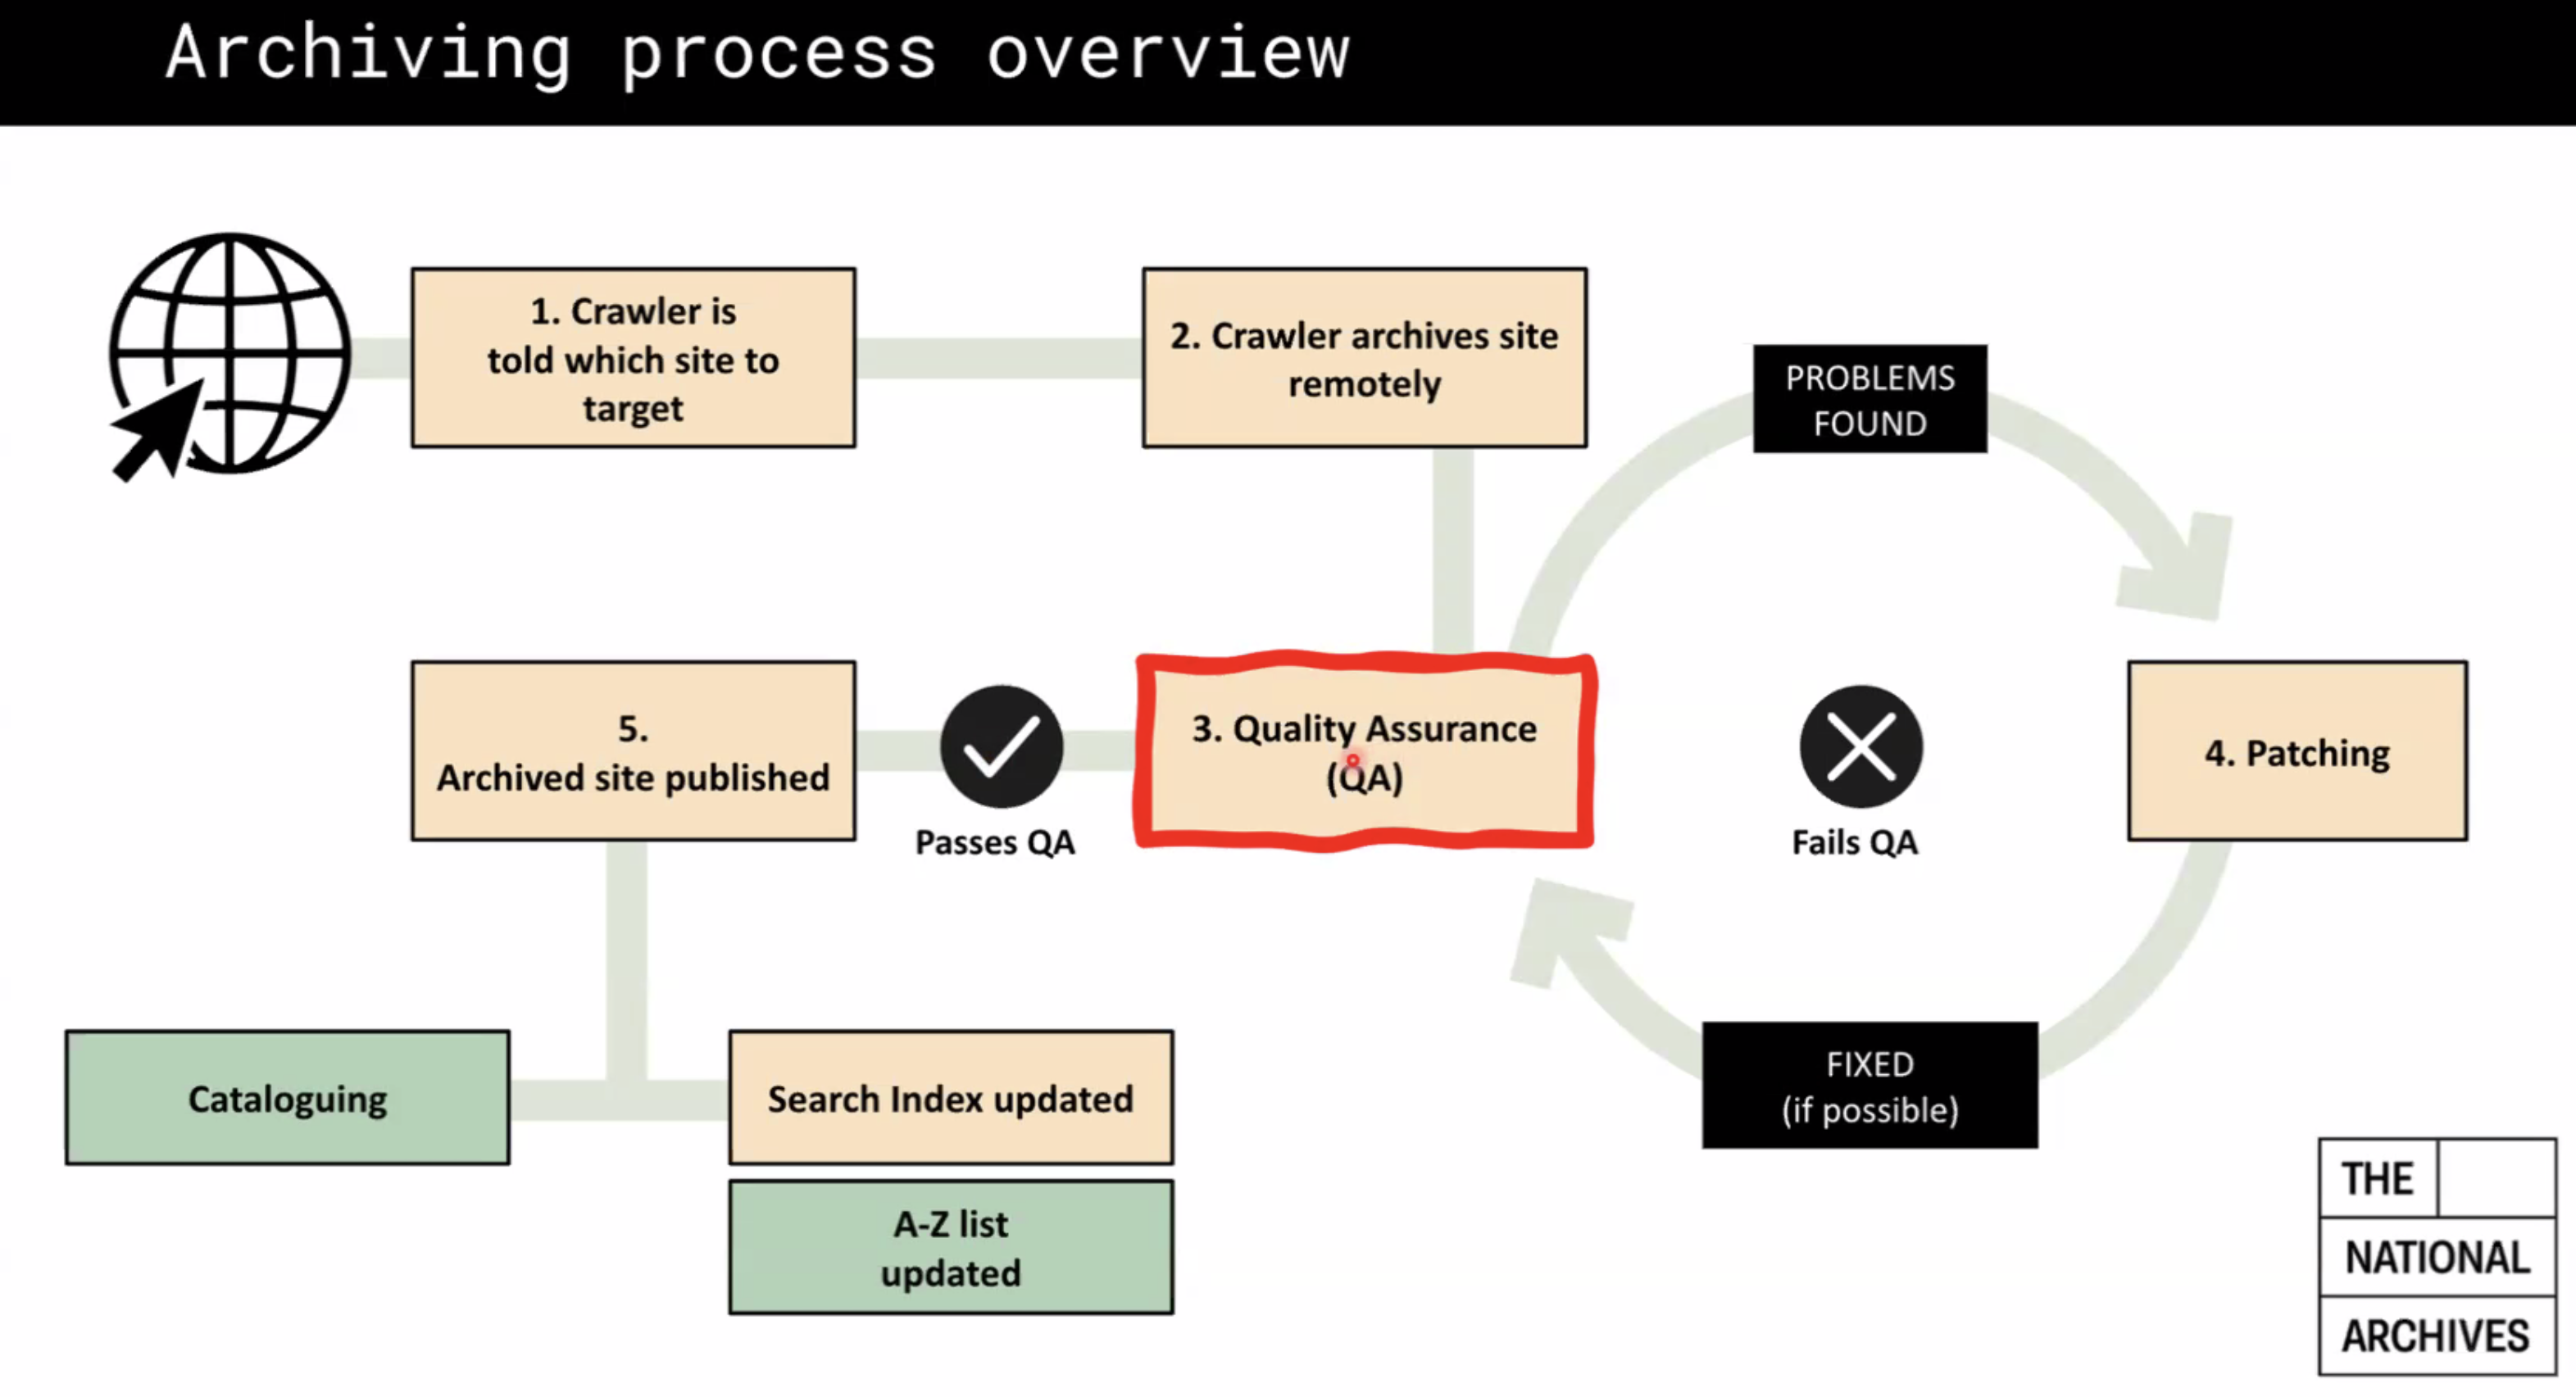 Archiving process overview
1. Crawler is
told which site to
target
2. Crawler archives site
remotely
PROBLEMS
FOUND
5.
Archived site published
Passes QA
3. Quality Assurance
(QA)
Fails QA
4. Patching
FIXED
(if possible)
Cataloguing
Search Index updated
A-Z list
updated
THE
NATIONAL
ARCHIVES